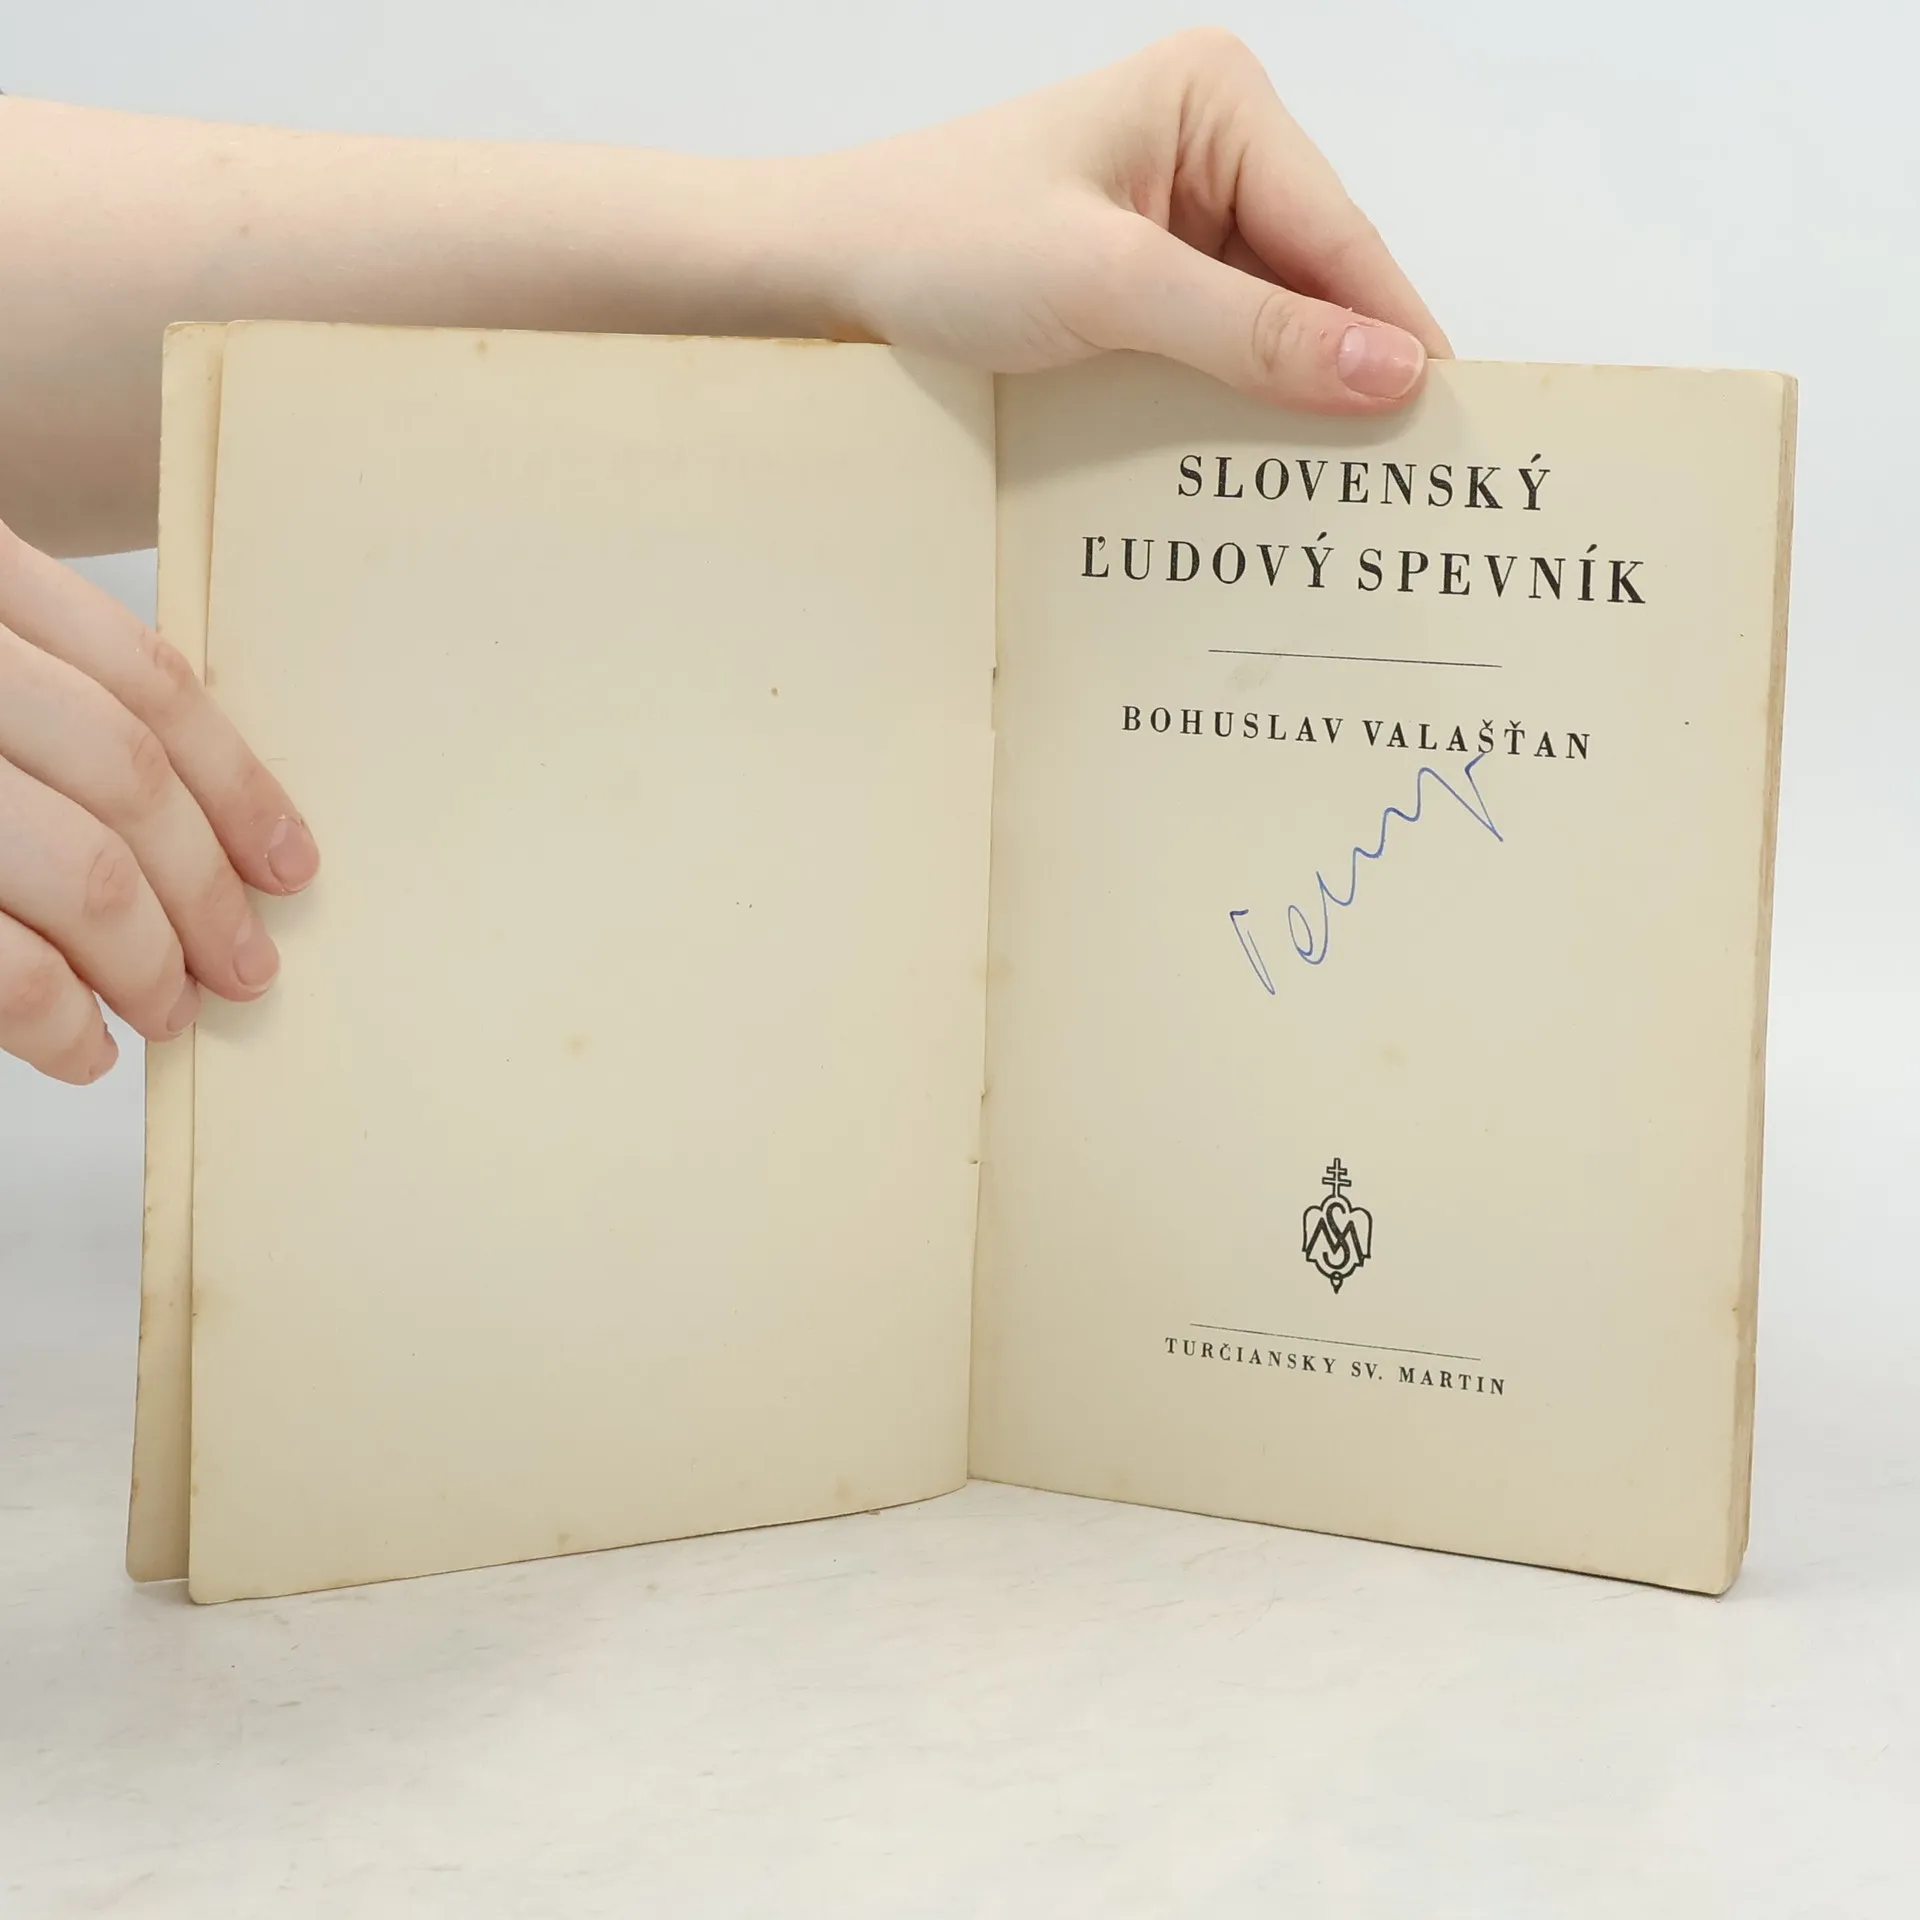 SLOVENSKÝ
ĽUDOVÝ SPEVNÍK
BOHUSLAV VALAŠŤAN
TURČIANSKY SV. MARTIN